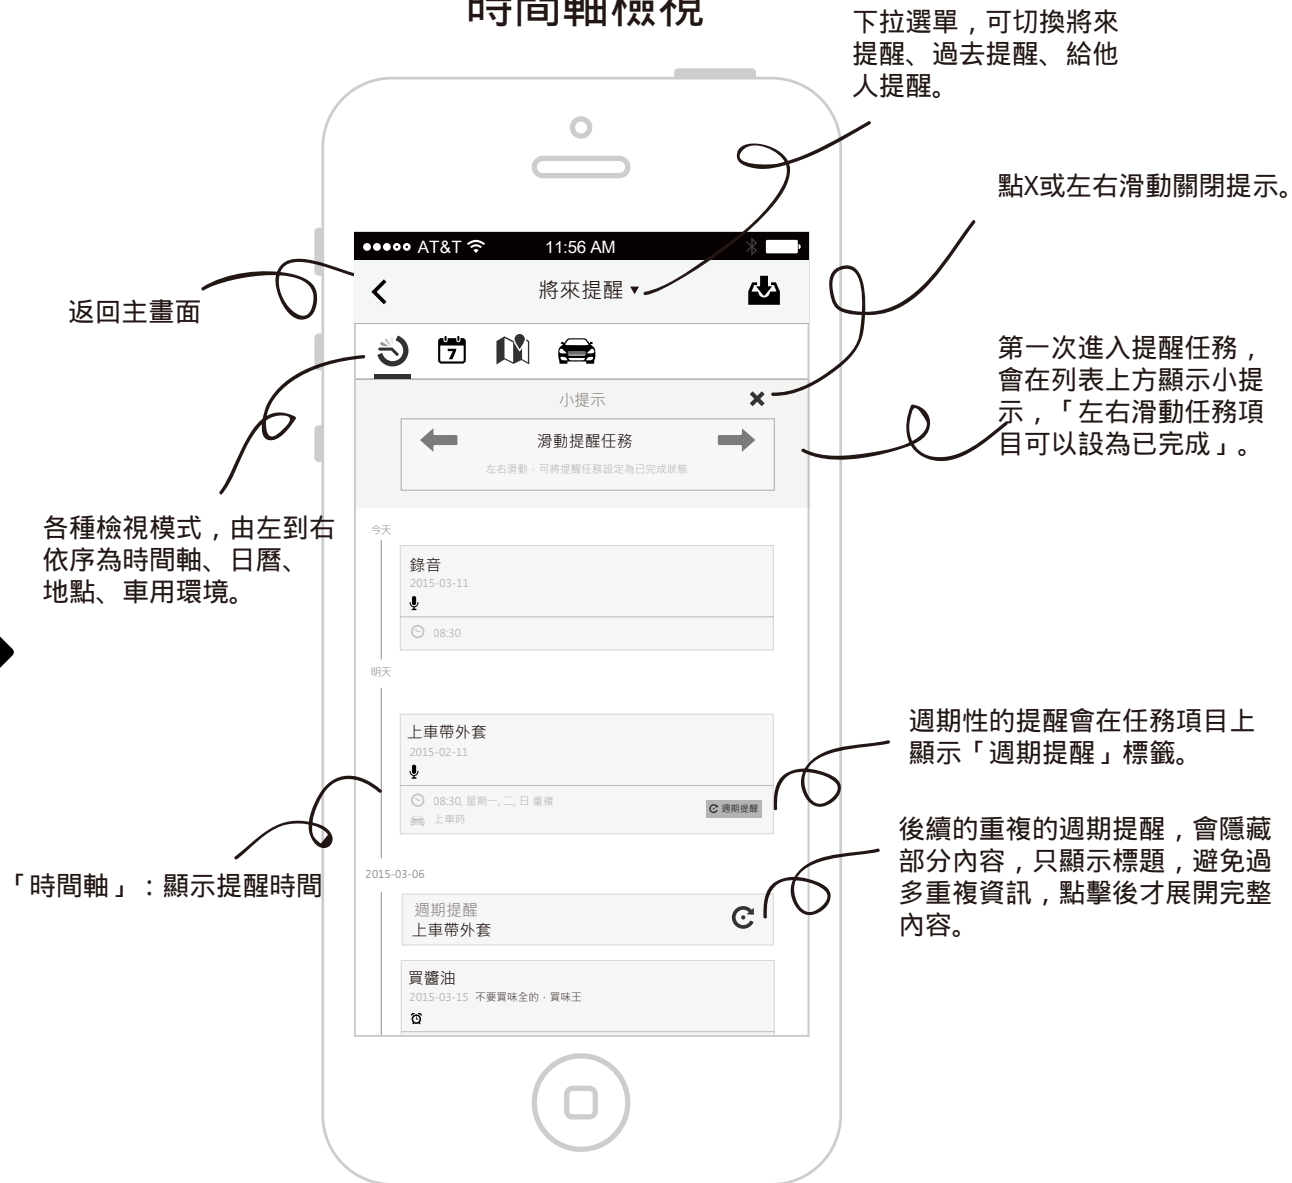 時間軸檢視
下拉選單，可切換將來
提醒、過去提醒、給他
人提醒。
點X或左右滑動關閉提示。
AT&T 11:56 AM
返回主畫面
將來提醒 ▾
7
第一次進入提醒任務，
會在列表上方顯示小提
示，「左右滑動任務項
目可以設為已完成」。
小提示
滑動提醒任務
左右滑動，可將提醒任務設定為已完成狀態
各種檢視模式，由左到右
依序為時間軸、日曆、
地點、車用環境。
今天
錄音
2015-03-11
08:30
明天
上車帶外套
2015-02-11
08:30, 星期一, 二, 日 重複
週期提醒
上車時
週期性的提醒會在任務項目上
顯示「週期提醒」標籤。
「時間軸」：顯示提醒時間
2015-03-06
週期提醒
上車帶外套
後續的重複的週期提醒，會隱藏
部分內容，只顯示標題，避免過
多重複資訊，點擊後才展開完整
內容。
買醬油
2015-03-15 不要買味全的，買味王